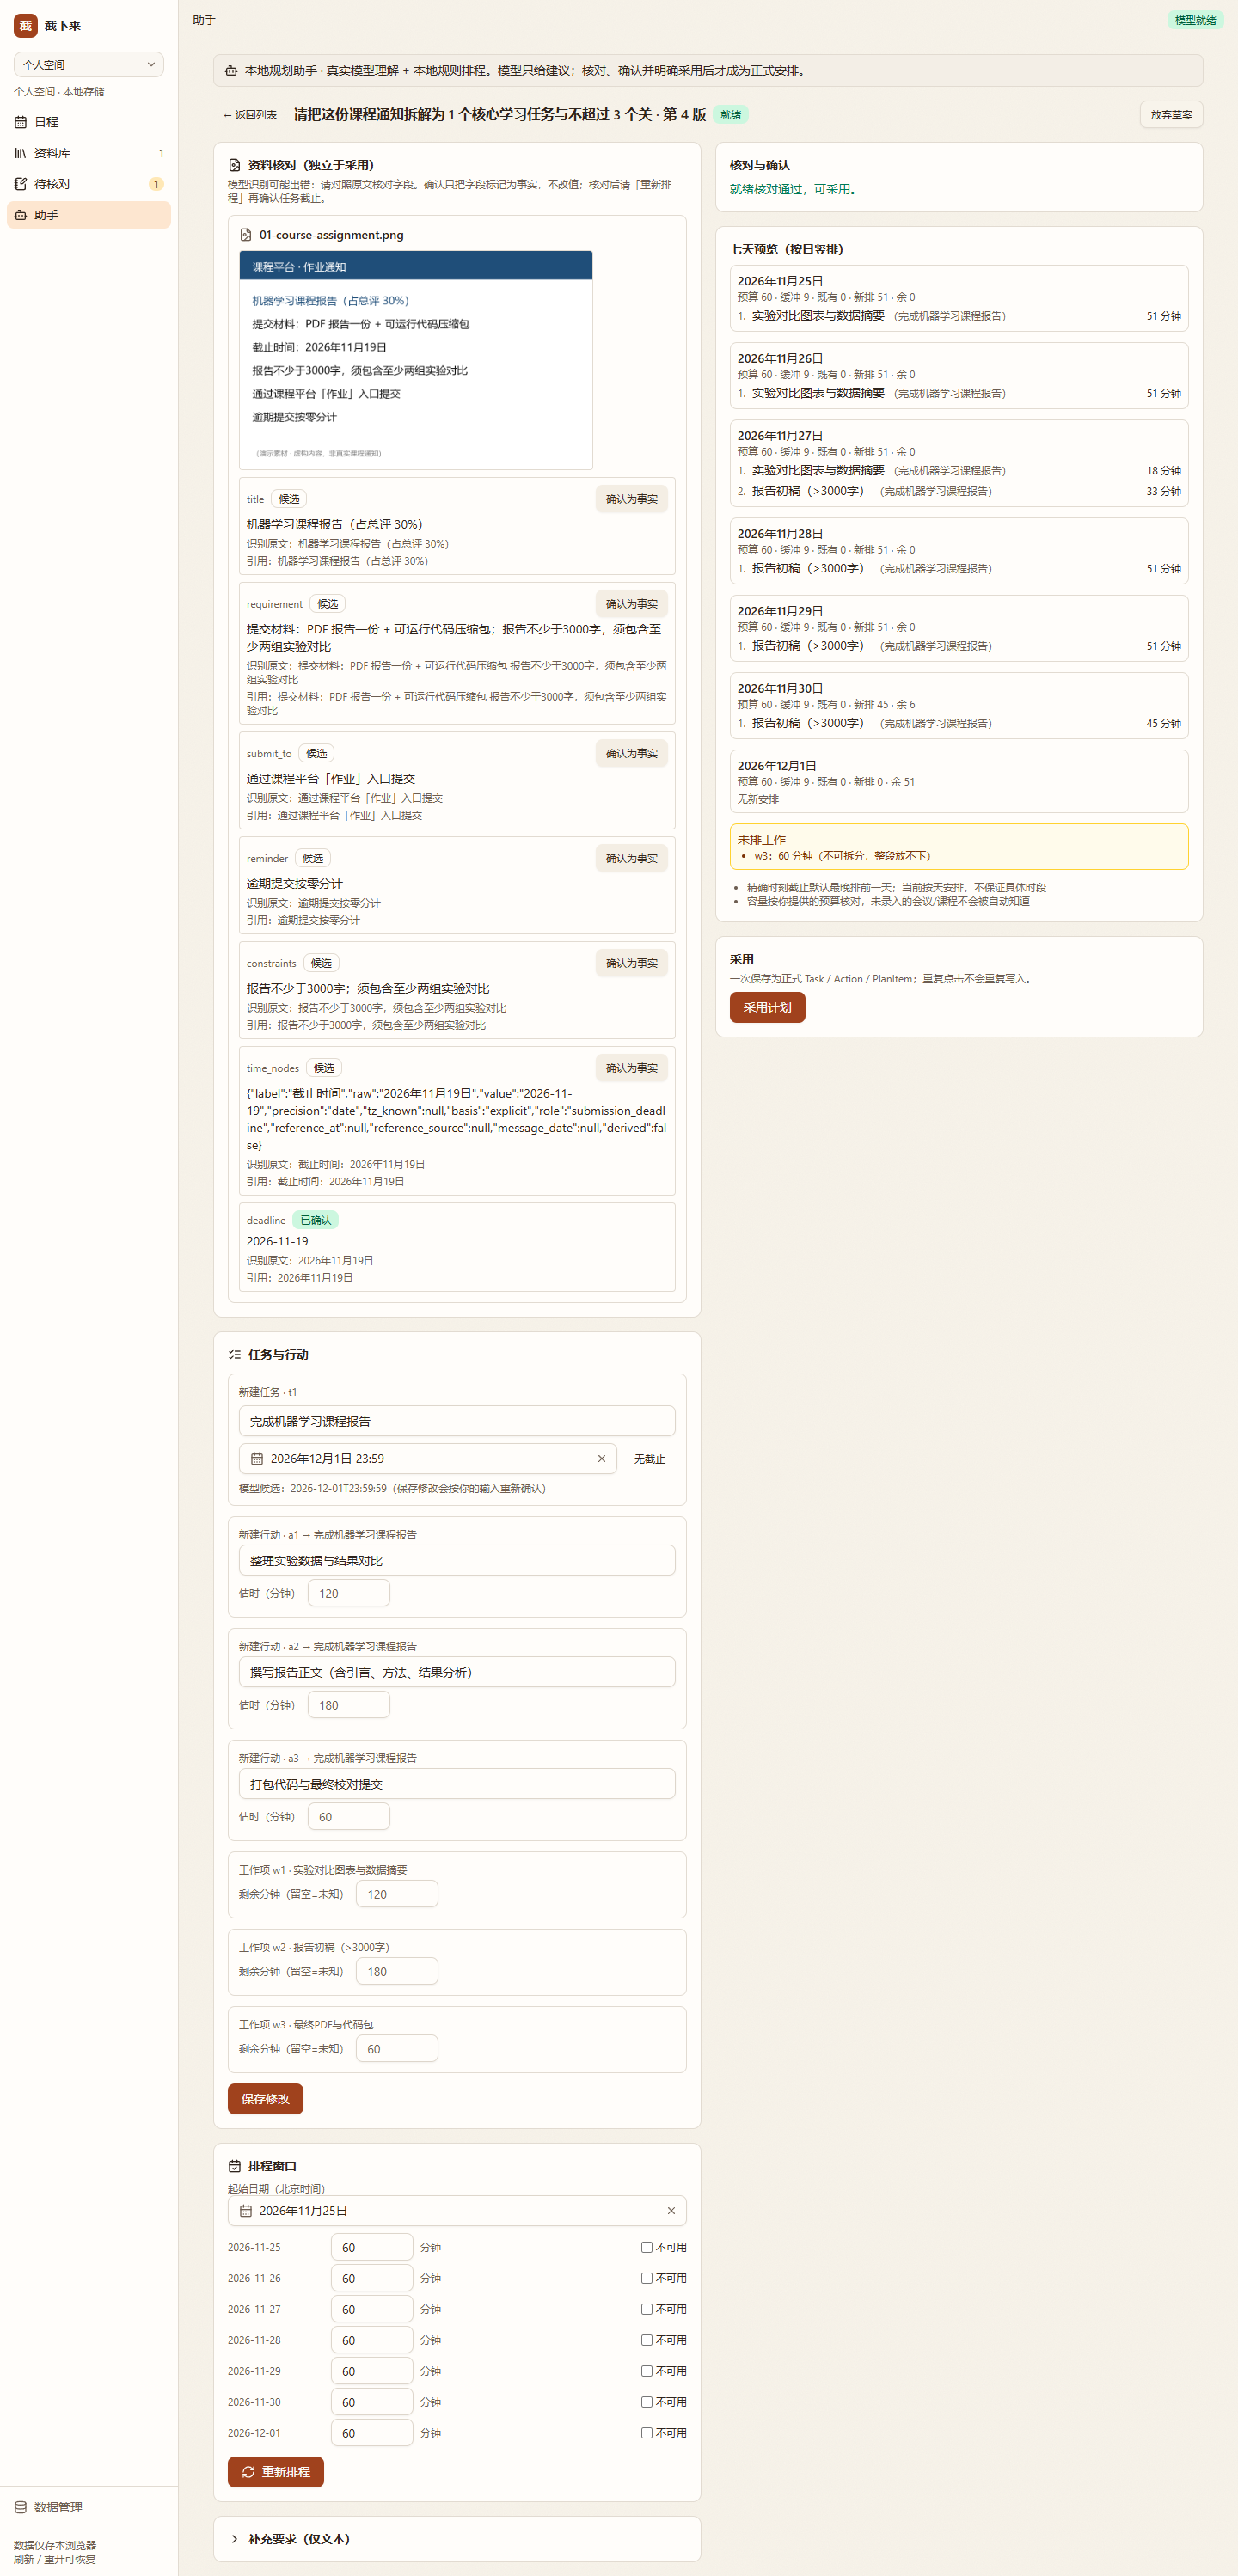 截 截下来
个人空间
个人空间 · 本地存储
日程
资料库 1
待核对 1
助手
数据管理
数据仅存本浏览器
刷新 / 重开可恢复
助手
模型就绪
本地规划助手 · 真实模型理解 + 本地规则排程。模型只给建议；核对、确认并明确采用后才成为正式安排。
← 返回列表
请把这份课程通知拆解为 1 个核心学习任务与不超过 3 个关 · 第 4 版 就绪
放弃草案
资料核对（独立于采用）
模型识别可能出错：请对照原文核对字段。确认只把字段标记为事实，不改值；核对后请「重新排
程」再确认任务截止。
01-course-assignment.png
课程平台 · 作业通知
机器学习课程报告（占总评 30%）
提交材料：PDF 报告一份 + 可运行代码压缩包
截止时间：2026年11月19日
报告不少于3000字，须包含至少两组实验对比
通过课程平台「作业」入口提交
逾期提交按零分计
（演示素材 · 虚构内容，非真实课程通知）
title 候选 确认为事实
机器学习课程报告（占总评 30%）
识别原文：机器学习课程报告（占总评 30%）
引用：机器学习课程报告（占总评 30%）
requirement 候选 确认为事实
提交材料：PDF 报告一份 + 可运行代码压缩包；报告不少于3000字，须包含至
少两组实验对比
识别原文：提交材料：PDF 报告一份 + 可运行代码压缩包 报告不少于3000字，须包含至少两
组实验对比
引用：提交材料：PDF 报告一份 + 可运行代码压缩包 报告不少于3000字，须包含至少两组实
验对比
submit_to 候选 确认为事实
通过课程平台「作业」入口提交
识别原文：通过课程平台「作业」入口提交
引用：通过课程平台「作业」入口提交
reminder 候选 确认为事实
逾期提交按零分计
识别原文：逾期提交按零分计
引用：逾期提交按零分计
constraints 候选 确认为事实
报告不少于3000字；须包含至少两组实验对比
识别原文：报告不少于3000字，须包含至少两组实验对比
引用：报告不少于3000字，须包含至少两组实验对比
time_nodes 候选 确认为事实
{"label":"截止时间","raw":"2026年11月19日","value":"2026-11-
19","precision":"date","tz_known":null,"basis":"explicit","role":"submission_deadl
ine","reference_at":null,"reference_source":null,"message_date":null,"derived":fal
se}
识别原文：截止时间：2026年11月19日
引用：截止时间：2026年11月19日
deadline 已确认
2026-11-19
识别原文：2026年11月19日
引用：2026年11月19日
任务与行动
新建任务 · t1
完成机器学习课程报告
2026年12月1日 23:59
无截止
模型候选：2026-12-01T23:59:59（保存修改会按你的输入重新确认）
新建行动 · a1 → 完成机器学习课程报告
整理实验数据与结果对比
估时（分钟） 120
新建行动 · a2 → 完成机器学习课程报告
撰写报告正文（含引言、方法、结果分析）
估时（分钟） 180
新建行动 · a3 → 完成机器学习课程报告
打包代码与最终校对提交
估时（分钟） 60
工作项 w1 · 实验对比图表与数据摘要
剩余分钟（留空=未知） 120
工作项 w2 · 报告初稿（>3000字）
剩余分钟（留空=未知） 180
工作项 w3 · 最终PDF与代码包
剩余分钟（留空=未知） 60
保存修改
排程窗口
起始日期（北京时间）
2026年11月25日
2026-11-25 60 分钟 不可用
2026-11-26 60 分钟 不可用
2026-11-27 60 分钟 不可用
2026-11-28 60 分钟 不可用
2026-11-29 60 分钟 不可用
2026-11-30 60 分钟 不可用
2026-12-01 60 分钟 不可用
重新排程
补充要求（仅文本）
核对与确认
就绪核对通过，可采用。
七天预览（按日竖排）
2026年11月25日
预算 60 · 缓冲 9 · 既有 0 · 新排 51 · 余 0
1. 实验对比图表与数据摘要 （完成机器学习课程报告） 51 分钟
2026年11月26日
预算 60 · 缓冲 9 · 既有 0 · 新排 51 · 余 0
1. 实验对比图表与数据摘要 （完成机器学习课程报告） 51 分钟
2026年11月27日
预算 60 · 缓冲 9 · 既有 0 · 新排 51 · 余 0
1. 实验对比图表与数据摘要 （完成机器学习课程报告） 18 分钟
2. 报告初稿（>3000字） （完成机器学习课程报告） 33 分钟
2026年11月28日
预算 60 · 缓冲 9 · 既有 0 · 新排 51 · 余 0
1. 报告初稿（>3000字） （完成机器学习课程报告） 51 分钟
2026年11月29日
预算 60 · 缓冲 9 · 既有 0 · 新排 51 · 余 0
1. 报告初稿（>3000字） （完成机器学习课程报告） 51 分钟
2026年11月30日
预算 60 · 缓冲 9 · 既有 0 · 新排 45 · 余 6
1. 报告初稿（>3000字） （完成机器学习课程报告） 45 分钟
2026年12月1日
预算 60 · 缓冲 9 · 既有 0 · 新排 0 · 余 51
无新安排
未排工作
• w3：60 分钟（不可拆分，整段放不下）
• 精确时刻截止默认最晚排前一天；当前按天安排，不保证具体时段
• 容量按你提供的预算核对，未录入的会议/课程不会被自动知道
采用
一次保存为正式 Task / Action / PlanItem；重复点击不会重复写入。
采用计划